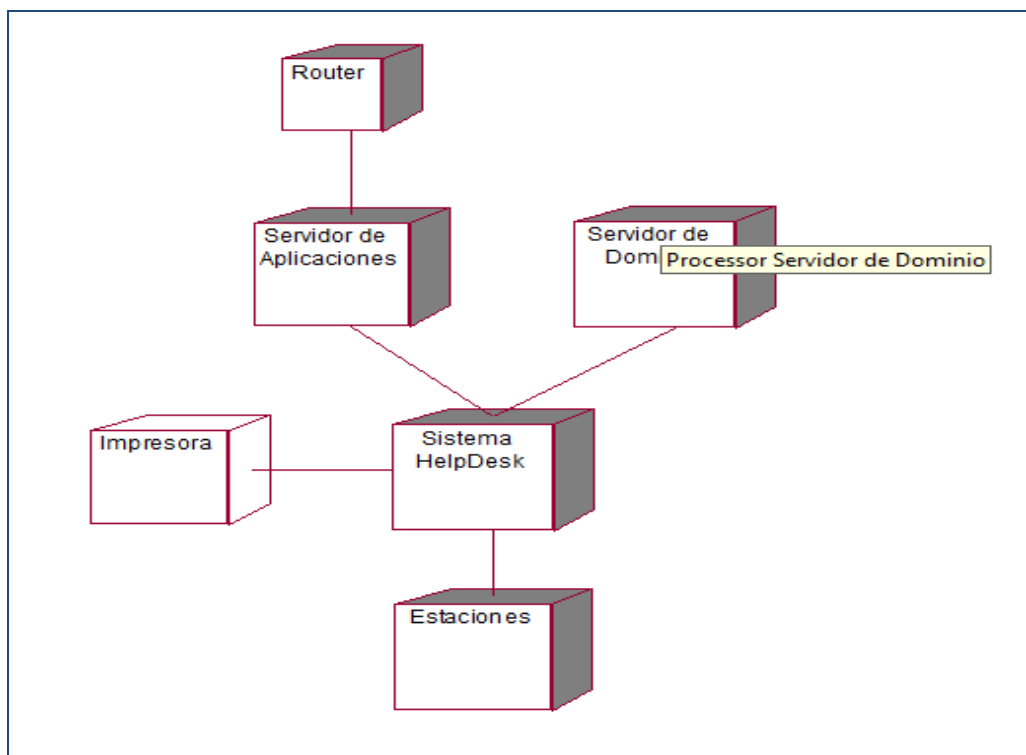 Router
Servidor de
Aplicaciones
Servidor de
Dom
Processor Servidor de Dominio
Impresora
Sistema
HelpDesk
Estaciones